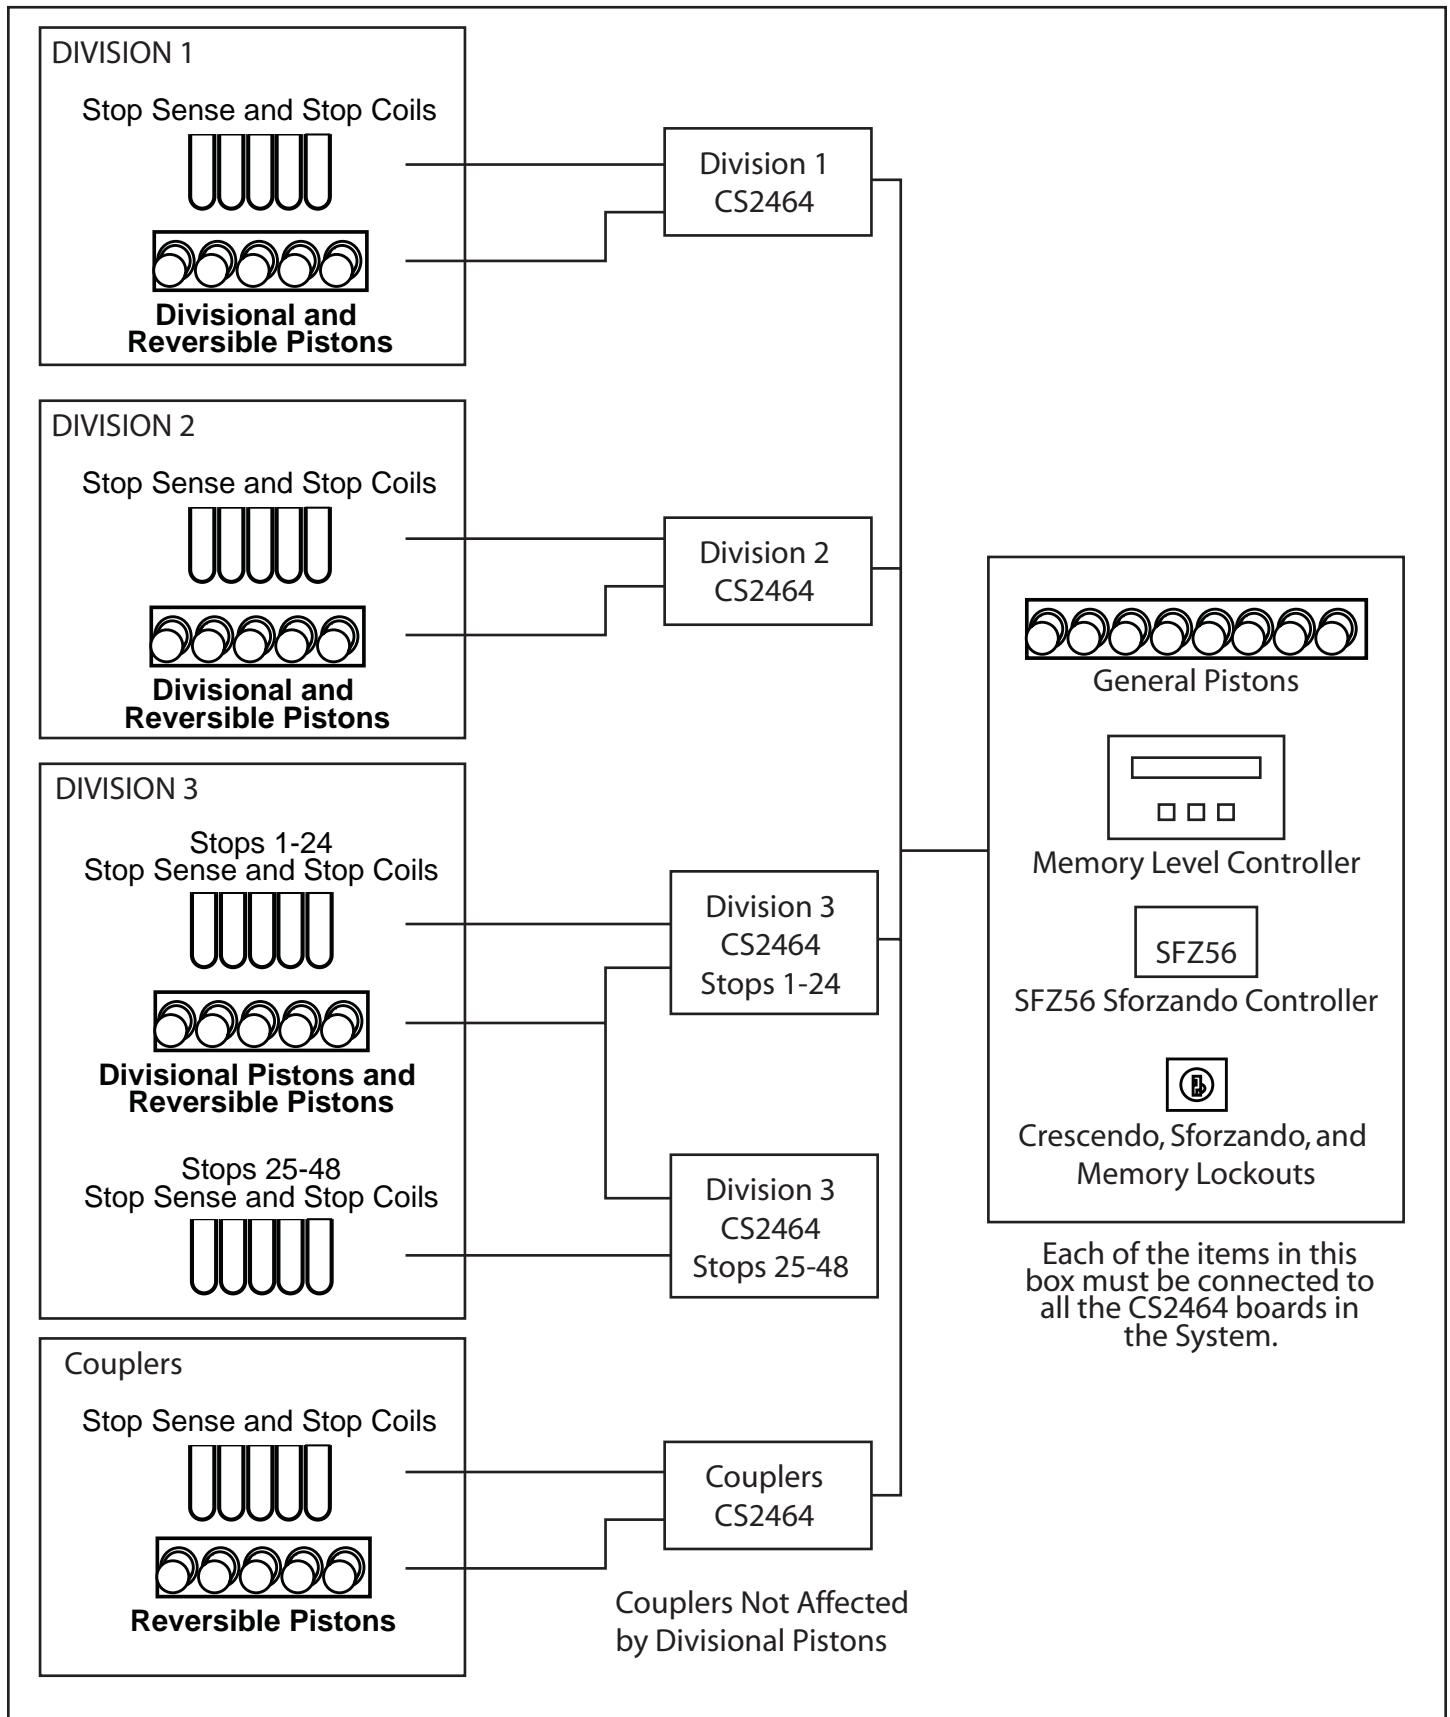 DIVISION 1
Stop Sense and Stop Coils
Divisional and
Reversible Pistons
Division 1
CS2464
DIVISION 2
Stop Sense and Stop Coils
Divisional and
Reversible Pistons
Division 2
CS2464
DIVISION 3
Stops 1-24
Stop Sense and Stop Coils
Divisional Pistons and
Reversible Pistons
Stops 25-48
Stop Sense and Stop Coils
Division 3
CS2464
Stops 1-24
Division 3
CS2464
Stops 25-48
Couplers
Stop Sense and Stop Coils
Reversible Pistons
Couplers
CS2464
Couplers Not Affected
by Divisional Pistons
General Pistons
Memory Level Controller
SFZ56
SFZ56 Sforzando Controller
Crescendo, Sforzando, and
Memory Lockouts
Each of the items in this
box must be connected to
all the CS2464 boards in
the System.